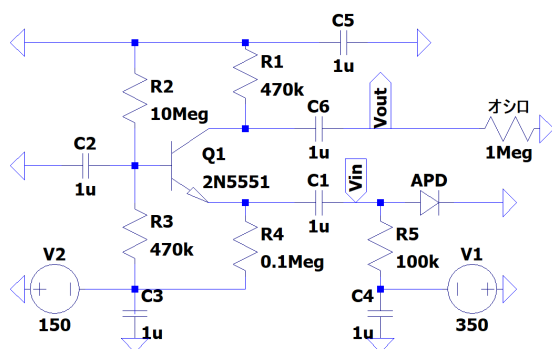 C5
1u
R1
470k
R2
10Meg
C6
1u
Vout
オシロ
1Meg
C2
1u
Q1
2N5551
C1
1u
Vin
APD
R3
470k
R4
0.1Meg
R5
100k
V2
150
C3
1u
C4
1u
V1
350